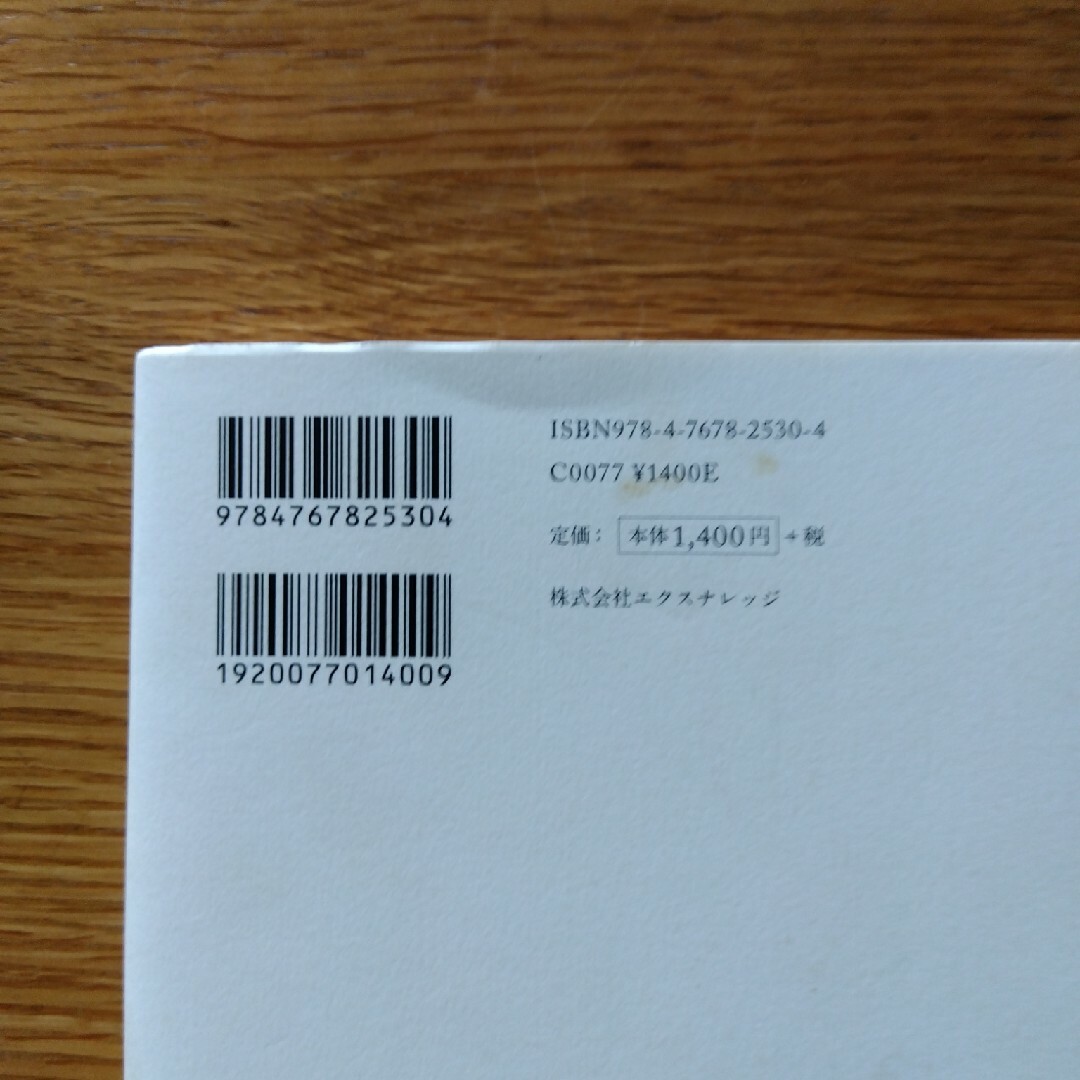 9784767825304
1920077014009
ISBN978-4-7678-2530-4
C0077 ¥1400E
定価： 本体1,400円 +税
株式会社エクスナレッジ